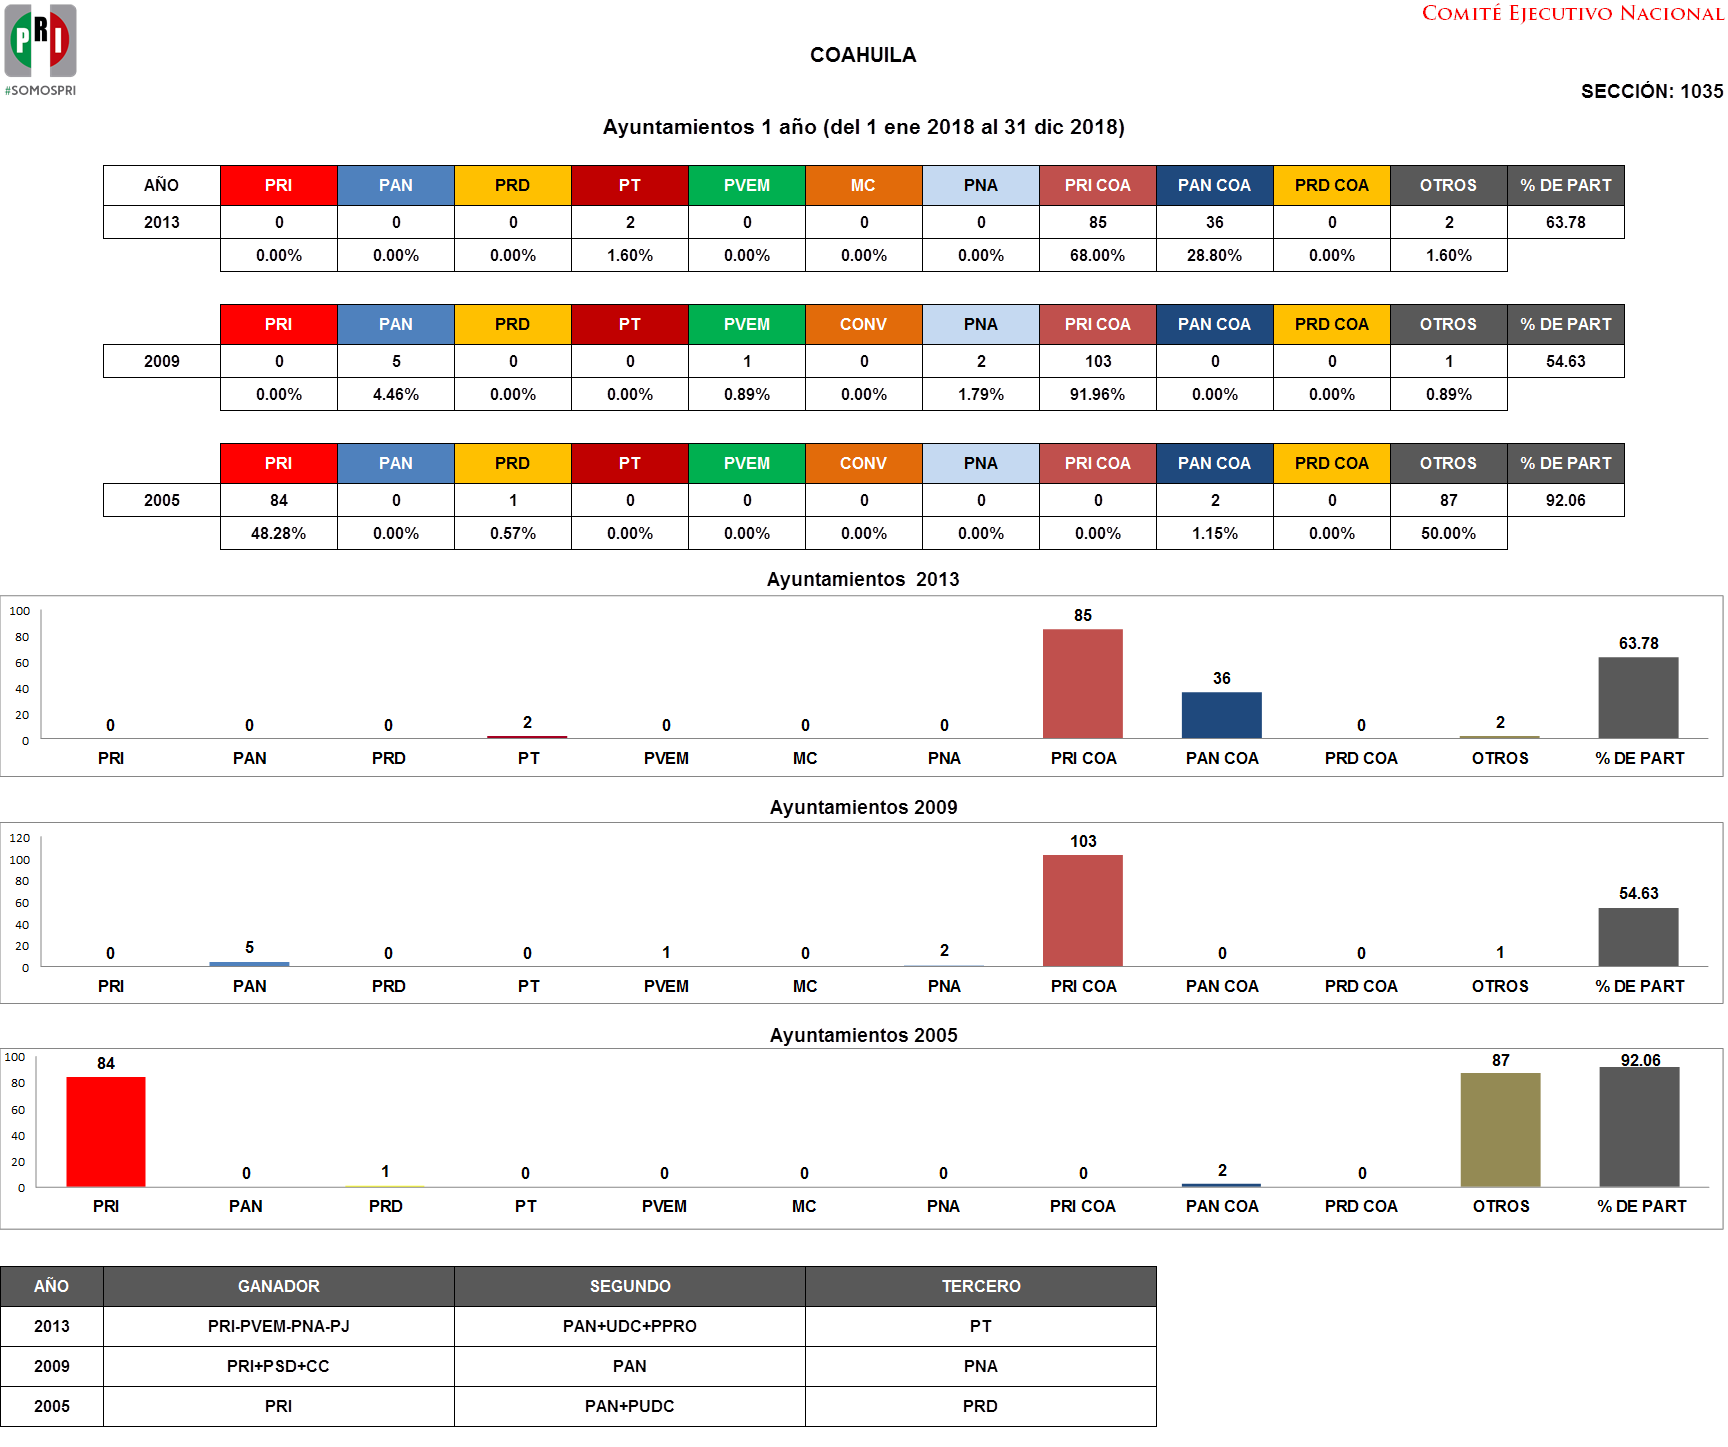 COMITÉ EJECUTIVO NACIONAL
PRI
#SOMOSPRI
COAHUILA
SECCIÓN: 1035
Ayuntamientos 1 año (del 1 ene 2018 al 31 dic 2018)
AÑO PRI PAN PRD PT PVEM MC PNA PRI COA PAN COA PRD COA OTROS % DE PART
2013 0 0 0 2 0 0 0 85 36 0 2 63.78
0.00% 0.00% 0.00% 1.60% 0.00% 0.00% 0.00% 68.00% 28.80% 0.00% 1.60%
PRI PAN PRD PT PVEM CONV PNA PRI COA PAN COA PRD COA OTROS % DE PART
2009 0 5 0 0 1 0 2 103 0 0 1 54.63
0.00% 4.46% 0.00% 0.00% 0.89% 0.00% 1.79% 91.96% 0.00% 0.00% 0.89%
PRI PAN PRD PT PVEM CONV PNA PRI COA PAN COA PRD COA OTROS % DE PART
2005 84 0 1 0 0 0 0 0 2 0 87 92.06
48.28% 0.00% 0.57% 0.00% 0.00% 0.00% 0.00% 0.00% 1.15% 0.00% 50.00%
Ayuntamientos 2013
100
80
60
40
20
0
0 0 0 2 0 0 0 85 36 0 2 63.78
PRI PAN PRD PT PVEM MC PNA PRI COA PAN COA PRD COA OTROS % DE PART
Ayuntamientos 2009
120
100
80
60
40
20
0
0 5 0 0 1 0 2 103 0 0 1 54.63
PRI PAN PRD PT PVEM MC PNA PRI COA PAN COA PRD COA OTROS % DE PART
Ayuntamientos 2005
100
80
60
40
20
0
84 0 1 0 0 0 0 0 2 0 87 92.06
PRI PAN PRD PT PVEM MC PNA PRI COA PAN COA PRD COA OTROS % DE PART
AÑO GANADOR SEGUNDO TERCERO
2013 PRI-PVEM-PNA-PJ PAN+UDC+PPRO PT
2009 PRI+PSD+CC PAN PNA
2005 PRI PAN+PUDC PRD